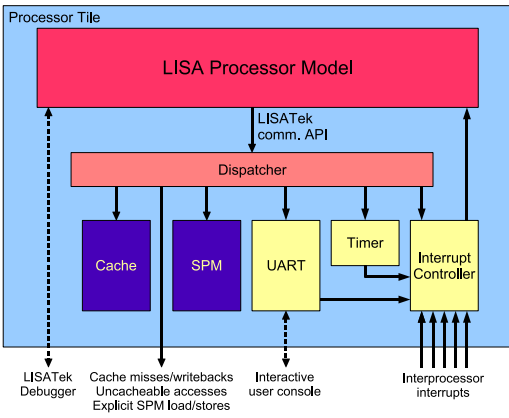 Processor Tile
LISA Processor Model
LISATek
comm. API
Dispatcher
Cache
SPM
UART
Timer
Interrupt
Controller
LISATek
Debugger
Cache misses/writebacks
Uncacheable accesses
Explicit SPM load/stores
Interactive
user console
Interprocessor
interrupts